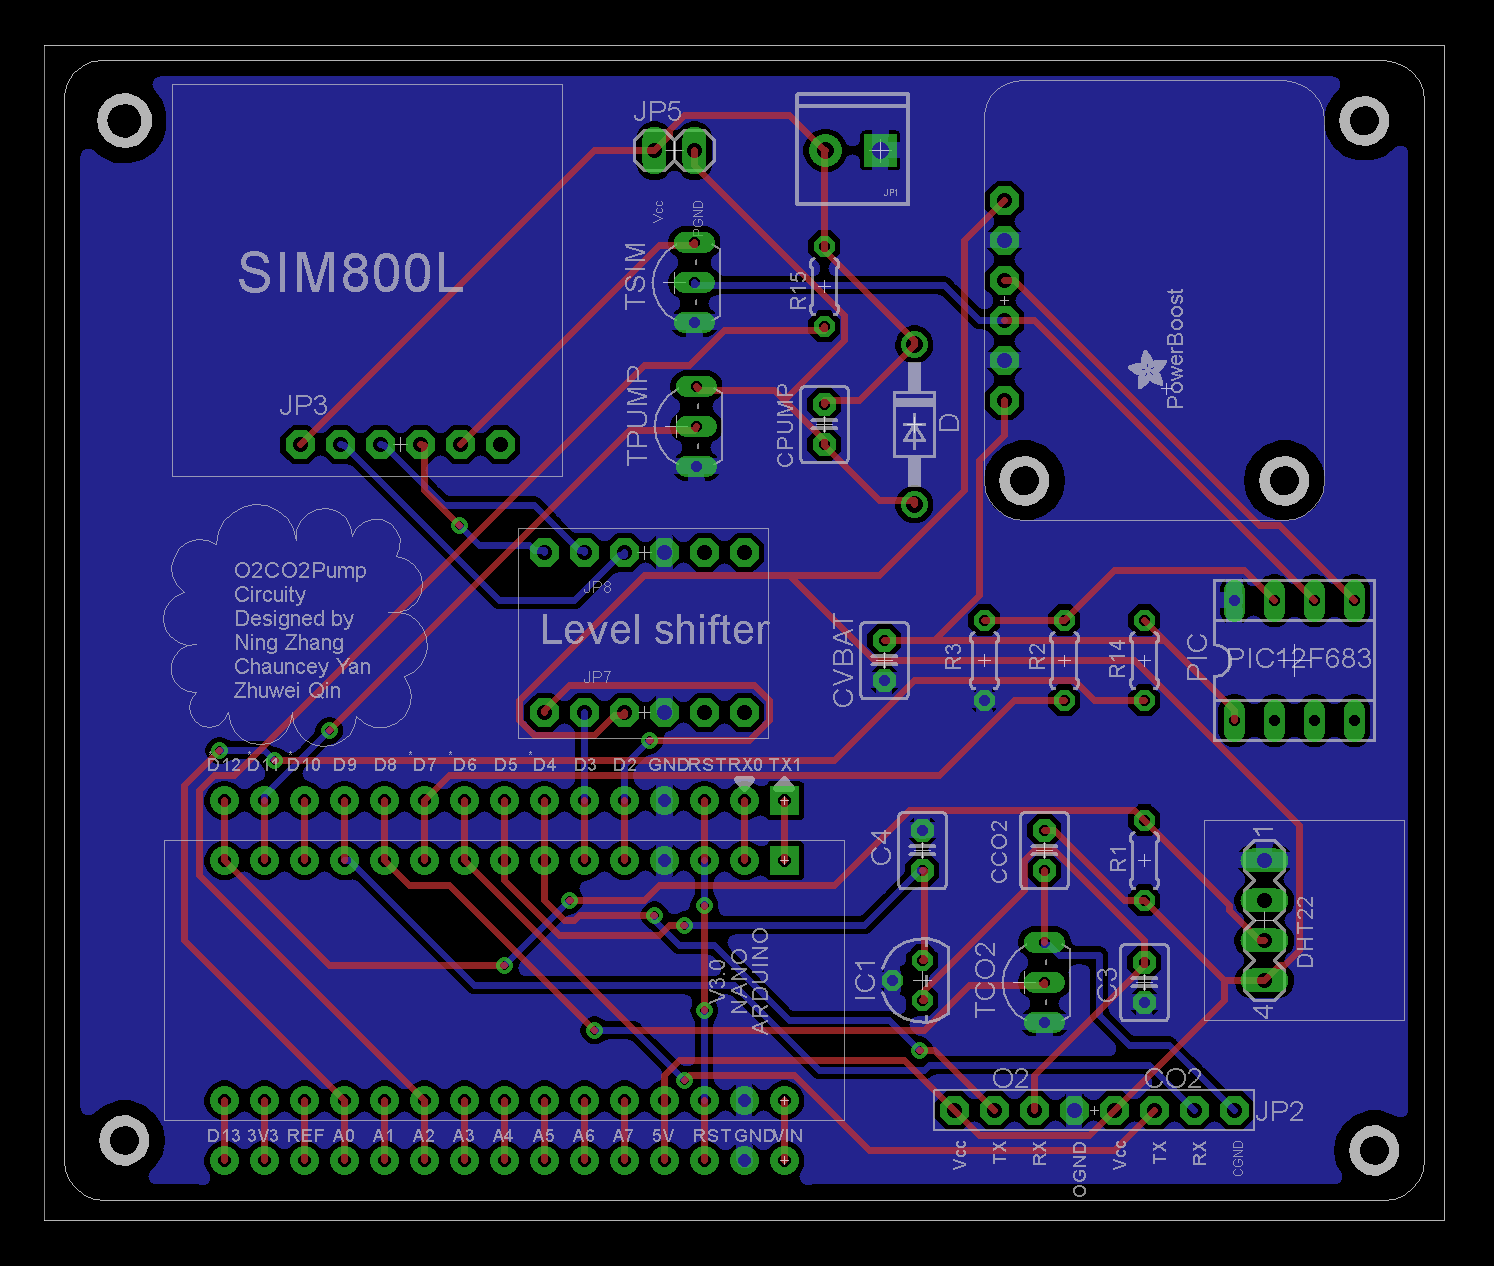 JP5
JP1
Vcc
PGND
SIM800L
TSIM
R15
PowerBoost
JP3
TPUMP
CPUMP
D
O2CO2Pump
Circuity
Designed by
Ning Zhang
Chauncey Yan
Zhuwei Qin
JP8
Level shifter
JP7
CVBAT
R3
R2
R14
PIC
PIC12F683
D12 D11 D10 D9 D8 D7 D6 D5 D4 D3 D2 GND RST RX0 TX1
C4
CCO2
R1
1
DHT22
4
V3.0
NANO
ARDUINO
IC1
TCO2
C3
O2
CO2
JP2
D13 3V3 REF A0 A1 A2 A3 A4 A5 A6 A7 5V RST GND VIN
Vcc TX RX OGND Vcc TX RX CGND